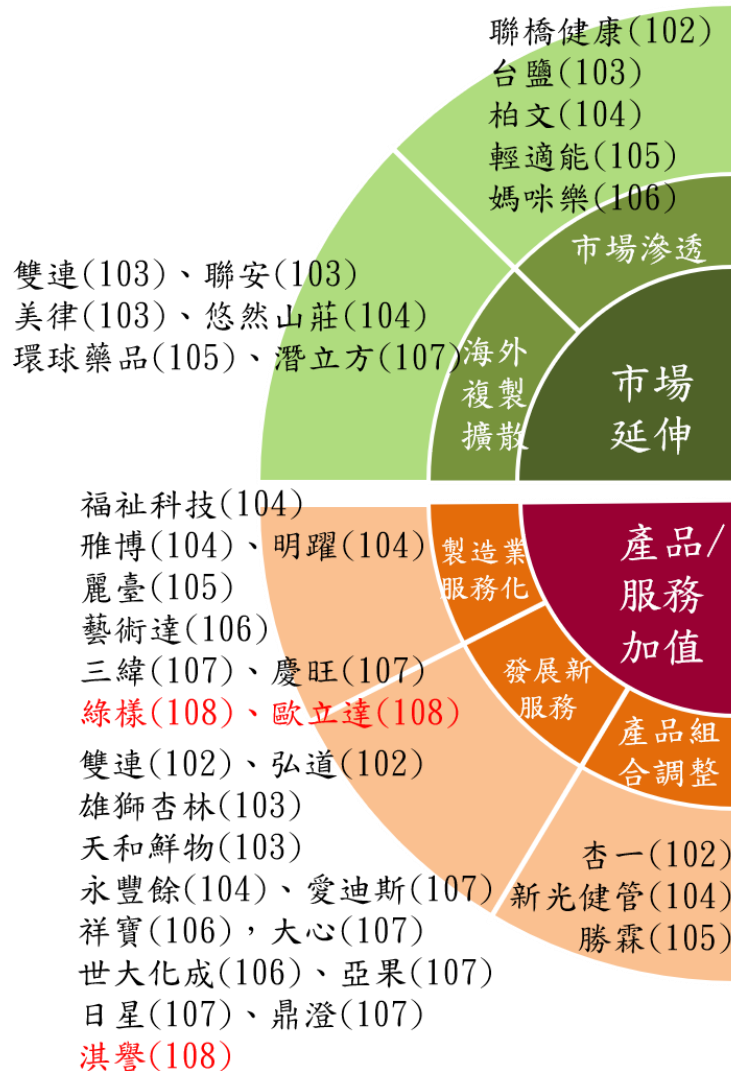 聯橋健康(102)
台鹽(103)
柏文(104)
輕適能(105)
媽咪樂(106)
市場滲透
雙連(103)、聯安(103)
美律(103)、悠然山莊(104)
環球藥品(105)、潛立方(107)
海外
複製
擴散
市場
延伸
福祉科技(104)
雅博(104)、明躍(104)
麗臺(105)
藝術達(106)
三緯(107)、慶旺(107)
綠樣(108)、歐立達(108)
製造業
服務化
產品/
服務
加值
發展新
服務
產品組
合調整
雙連(102)、弘道(102)
雄獅杏林(103)
天和鮮物(103)
永豐餘(104)、愛迪斯(107)
祥寶(106)，大心(107)
世大化成(106)、亞果(107)
日星(107)、鼎澄(107)
淇譽(108)
杏一(102)
新光健管(104)
勝霖(105)